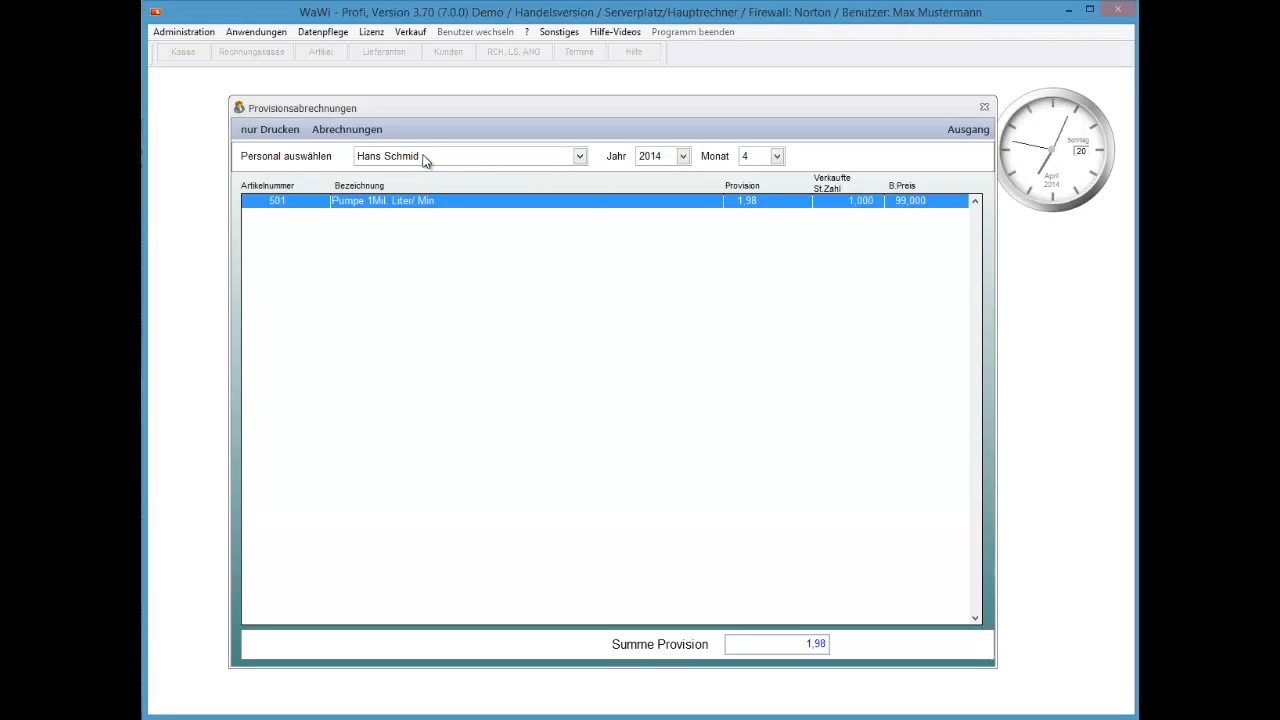 WaWi - Profi, Version 3.70 (7.0.0) Demo / Handelsversion / Serverplatz/Hauptrechner / Firewall: Norton / Benutzer: Max Mustermann
Administration Anwendungen Datenpflege Lizenz Verkauf Benutzer wechseln ? Sonstiges Hilfe-Videos Programm beenden
Kasse Rechnungskasse Artikel Lieferanten Kunden RCH, LS, ANG Termine Hilfe
Provisionsabrechnungen
nur Drucken Abrechnungen Ausgang
Personal auswählen Hans Schmid Jahr 2014 Monat 4
Sonntag
20
April
2014
Artikelnummer Bezeichnung Provision Verkaufte St.Zahl B.Preis
501 Pumpe 1Mil. Liter/ Min. 1,98 1,000 99,000
Summe Provision 1,98